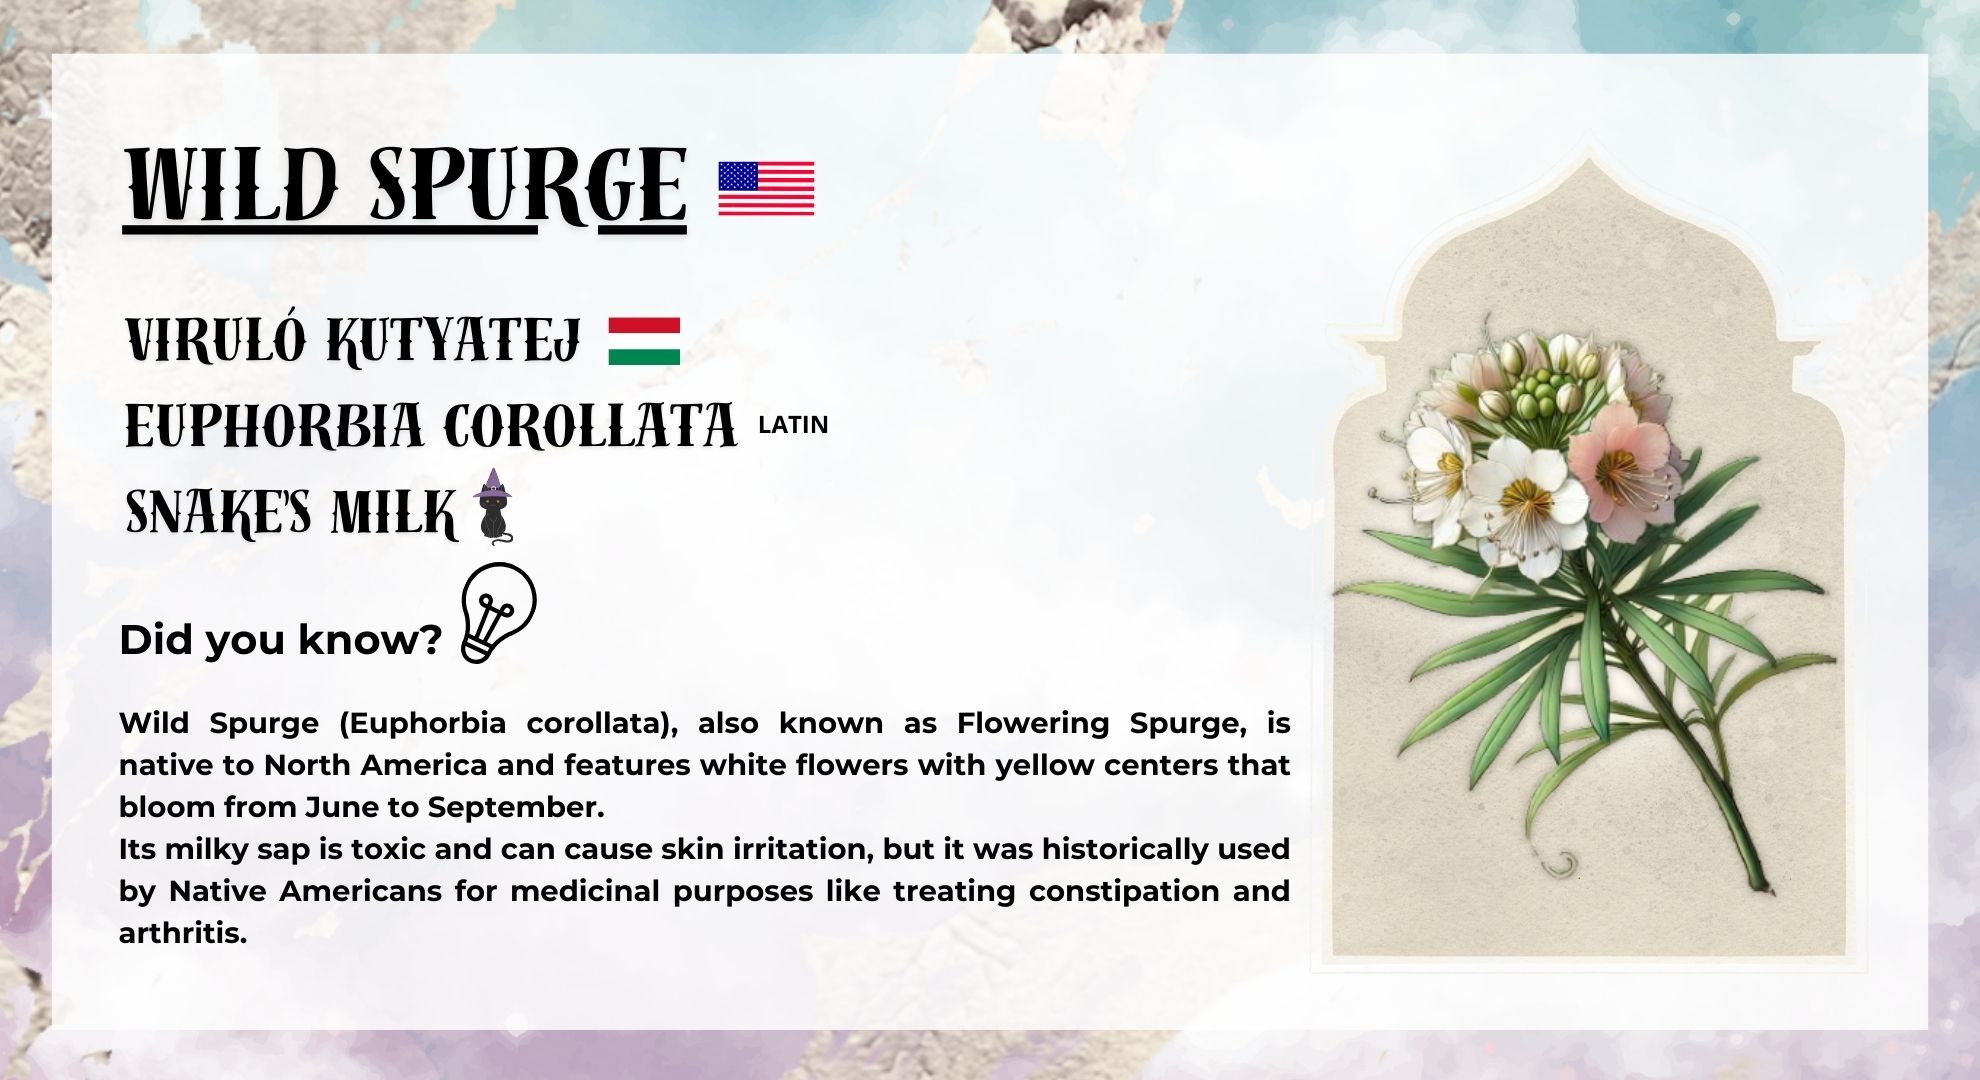 WILD SPURGE
VIRULÓ KUTYATEJ
EUPHORBIA COROLLATA LATIN
SNAKE'S MILK
Did you know?
Wild Spurge (Euphorbia corollata), also known as Flowering Spurge, is
native to North America and features white flowers with yellow centers that
bloom from June to September.
Its milky sap is toxic and can cause skin irritation, but it was historically used
by Native Americans for medicinal purposes like treating constipation and
arthritis.